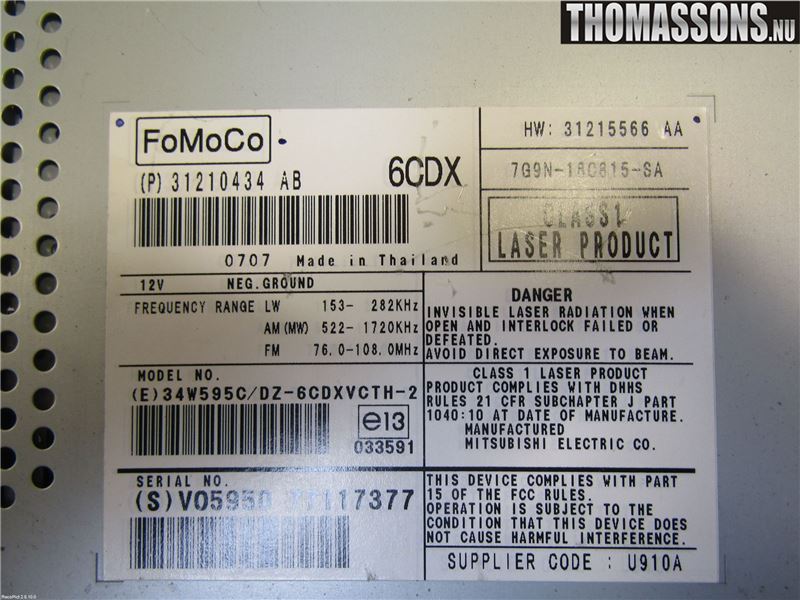 THOMASSONS.NU
FoMoCo
(P) 31210434 AB
6CDX
0707 Made in Thailand
HW: 31215566 AA
7G9N-18C815-SA
CLASS1
LASER PRODUCT
12V NEG.GROUND
FREQUENCY RANGE LW 153- 282KHz
AM(MW) 522- 1720KHz
FM 76.0-108.0MHz
MODEL NO.
(E)34W595C/DZ-6CDXVCTH-2
e13
033591
SERIAL NO.
(S)V05950 117377
DANGER
INVISIBLE LASER RADIATION WHEN
OPEN AND INTERLOCK FAILED OR
DEFEATED.
AVOID DIRECT EXPOSURE TO BEAM.
CLASS 1 LASER PRODUCT
PRODUCT COMPLIES WITH DHHS
RULES 21 CFR SUBCHAPTER J PART
1040:10 AT DATE OF MANUFACTURE.
MANUFACTURED
MITSUBISHI ELECTRIC CO.
THIS DEVICE COMPLIES WITH PART
15 OF THE FCC RULES.
OPERATION IS SUBJECT TO THE
CONDITION THAT THIS DEVICE DOES
NOT CAUSE HARMFUL INTERFERENCE.
SUPPLIER CODE : U910A